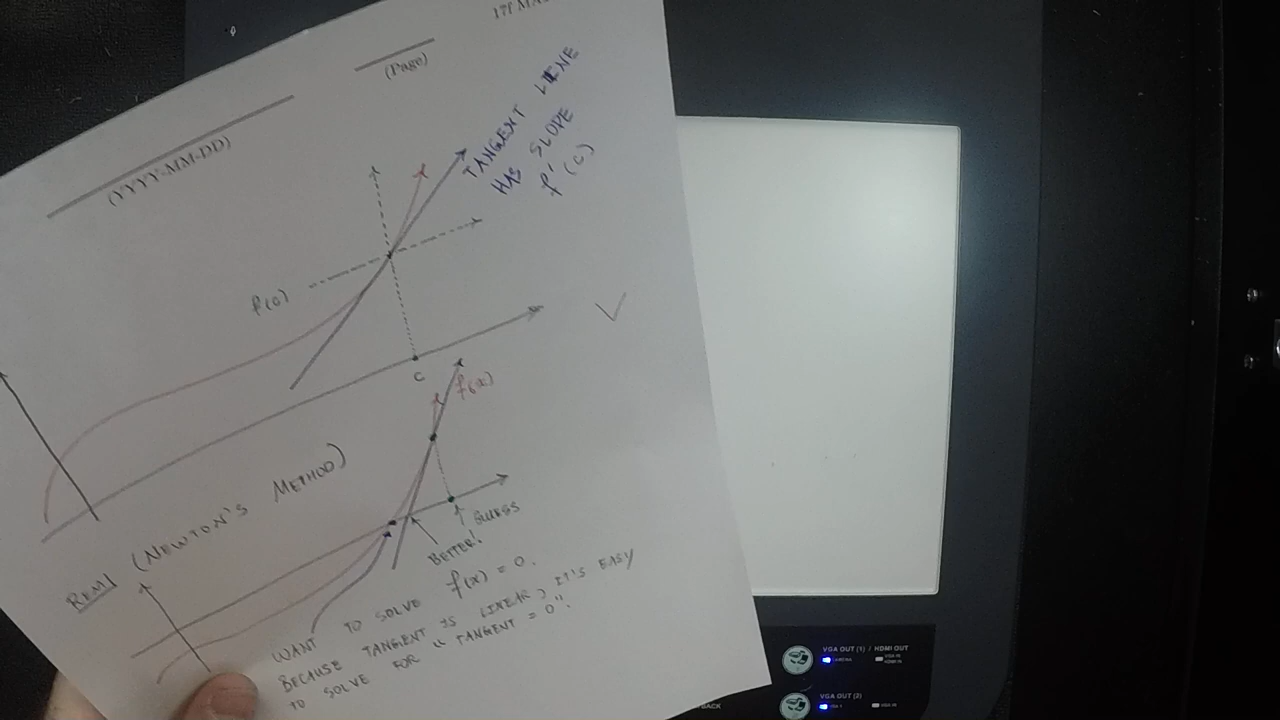 (Page)
(YYYY-MM-DD)
TANGENT LINE
HAS SLOPE
f'(c)
f(c)
c
f(x)
REM! (NEWTON'S METHOD)
GUESS
BETTER!
WANT TO SOLVE f(x) = 0.
BECAUSE TANGENT IS LINEAR, IT'S EASY
TO SOLVE FOR "TANGENT = 0".
VGA OUT (1) / HDMI OUT
VGA OUT (2)